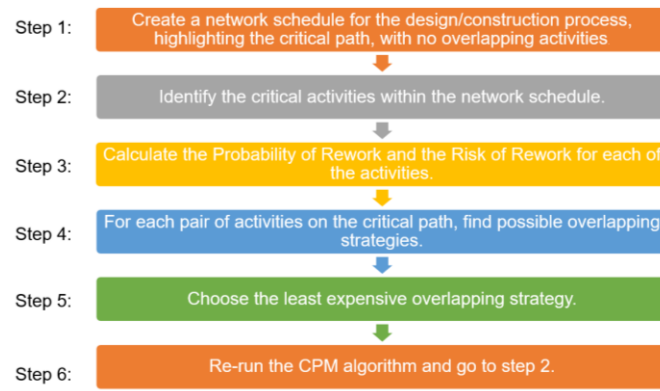 Step 1:
Create a network schedule for the design/construction process,
highlighting the critical path, with no overlapping activities
Step 2:
Identify the critical activities within the network schedule.
Step 3:
Calculate the Probability of Rework and the Risk of Rework for each of
the activities.
Step 4:
For each pair of activities on the critical path, find possible overlapping
strategies.
Step 5:
Choose the least expensive overlapping strategy.
Step 6:
Re-run the CPM algorithm and go to step 2.